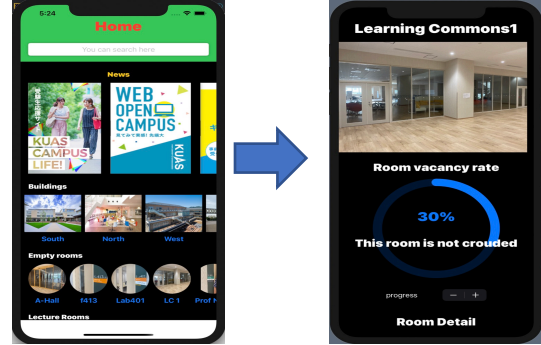 5:24
Home
You can search here
News
KUAS
CAMPUS
LIFE!
WEB
OPEN
CAMPUS
KUAS
Buildings
South North West
Empty rooms
A-Hall f413 Lab401 LC 1 Prof N
Lecture Rooms
Learning Commons1
Room vacancy rate
30%
This room is not crouded
progress
− +
Room Detail